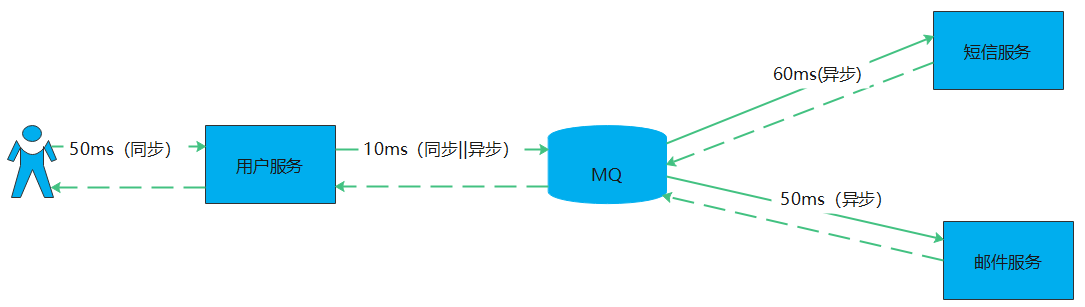 50ms（同步）
用户服务
10ms（同步||异步）
MQ
60ms(异步)
短信服务
50ms（异步）
邮件服务